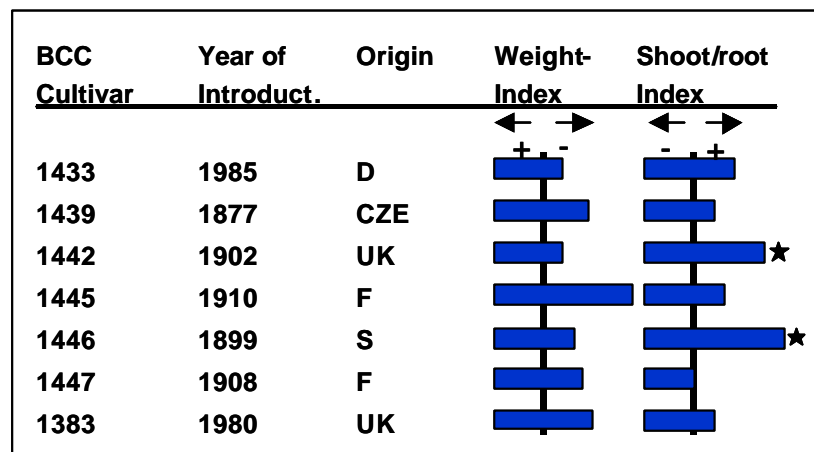 BCC Year of Origin Weight- Shoot/root
Cultivar Introduct. Index Index
+ - - +
1433 1985 D
1439 1877 CZE
1442 1902 UK
1445 1910 F
1446 1899 S
1447 1908 F
1383 1980 UK